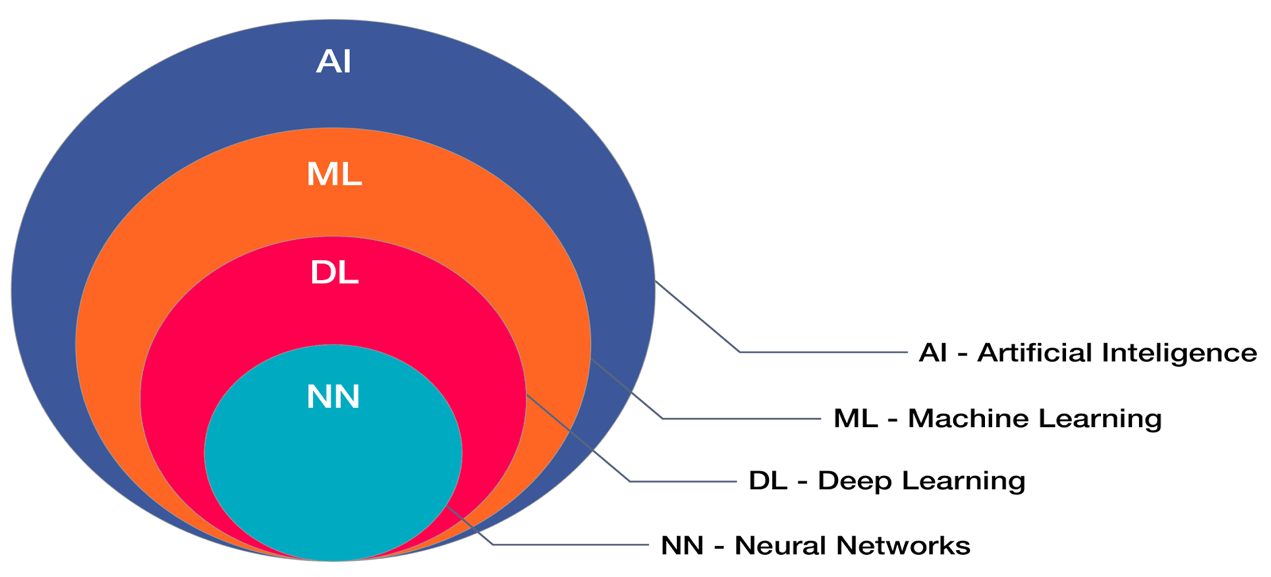 AI
ML
DL
NN
AI - Artificial Inteligence
ML - Machine Learning
DL - Deep Learning
NN - Neural Networks